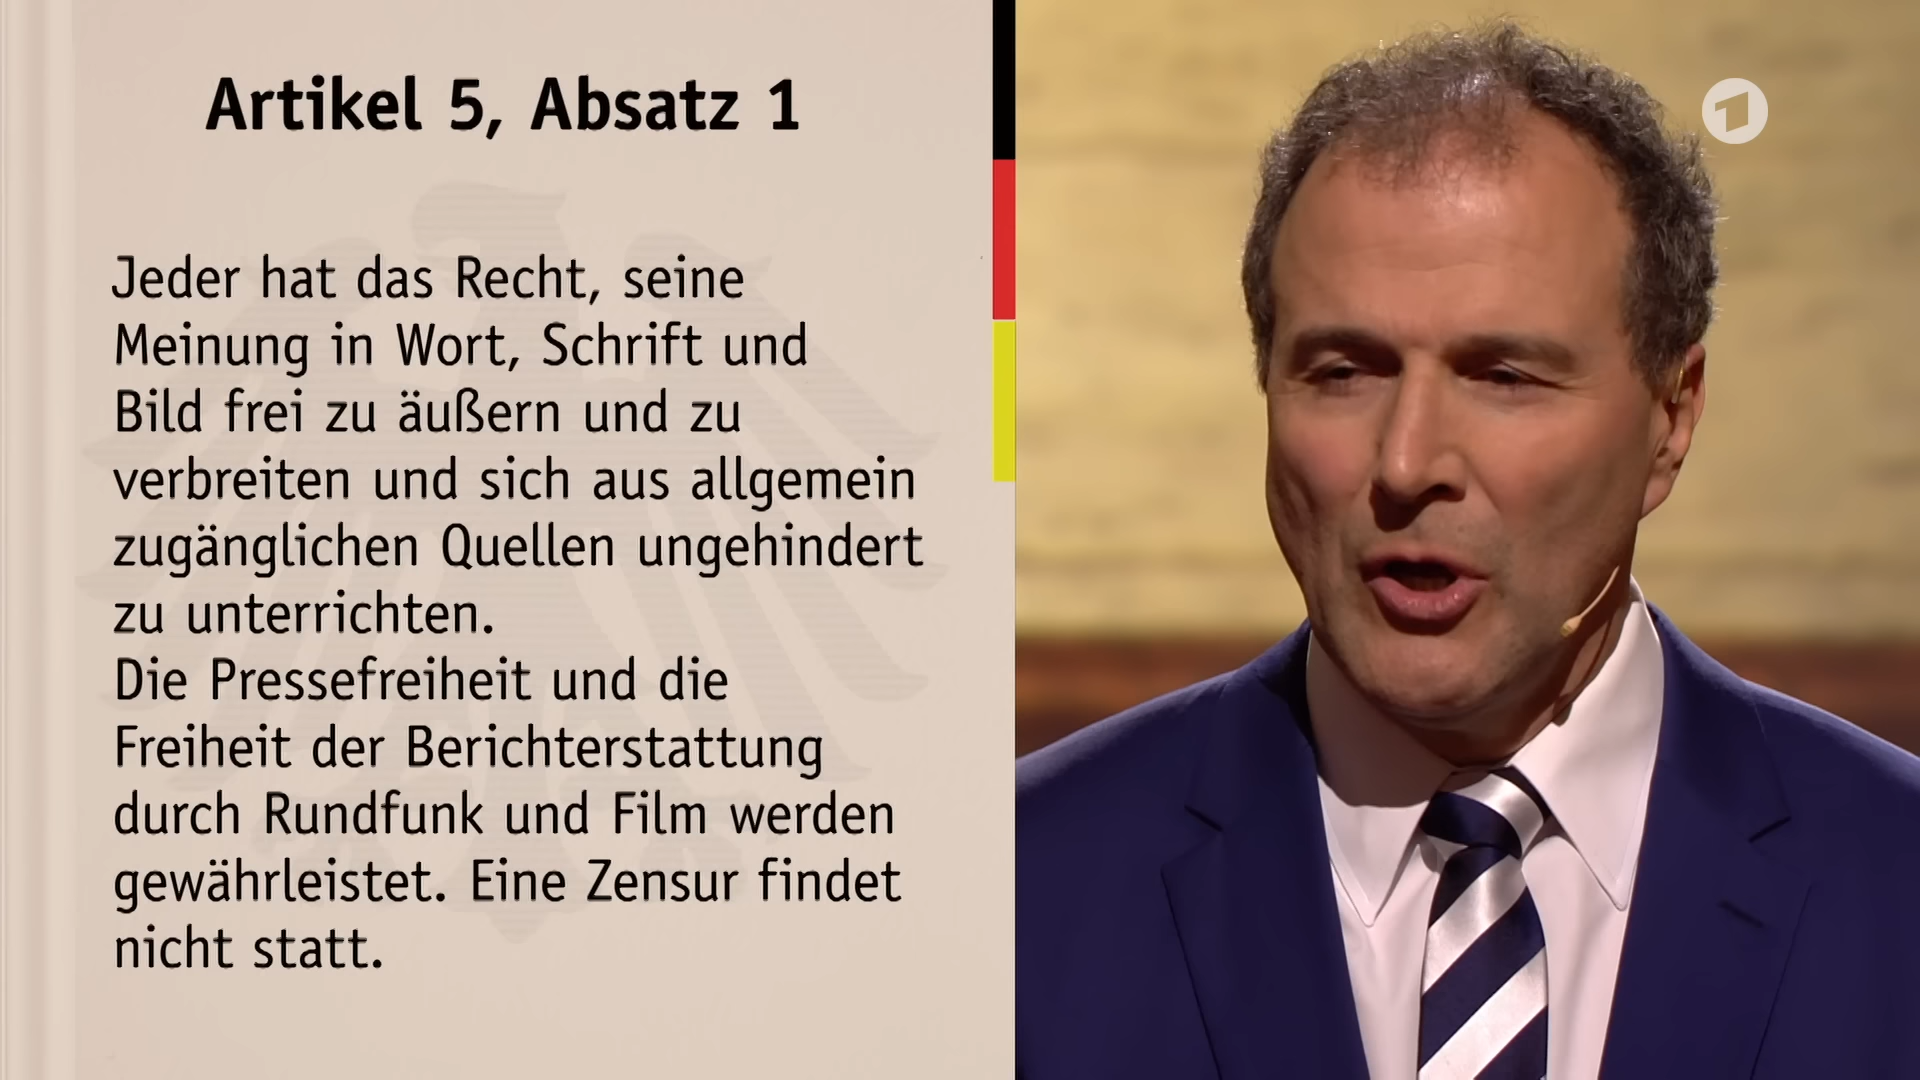 Artikel 5, Absatz 1
Jeder hat das Recht, seine
Meinung in Wort, Schrift und
Bild frei zu äußern und zu
verbreiten und sich aus allgemein
zugänglichen Quellen ungehindert
zu unterrichten.
Die Pressefreiheit und die
Freiheit der Berichterstattung
durch Rundfunk und Film werden
gewährleistet. Eine Zensur findet
nicht statt.
1